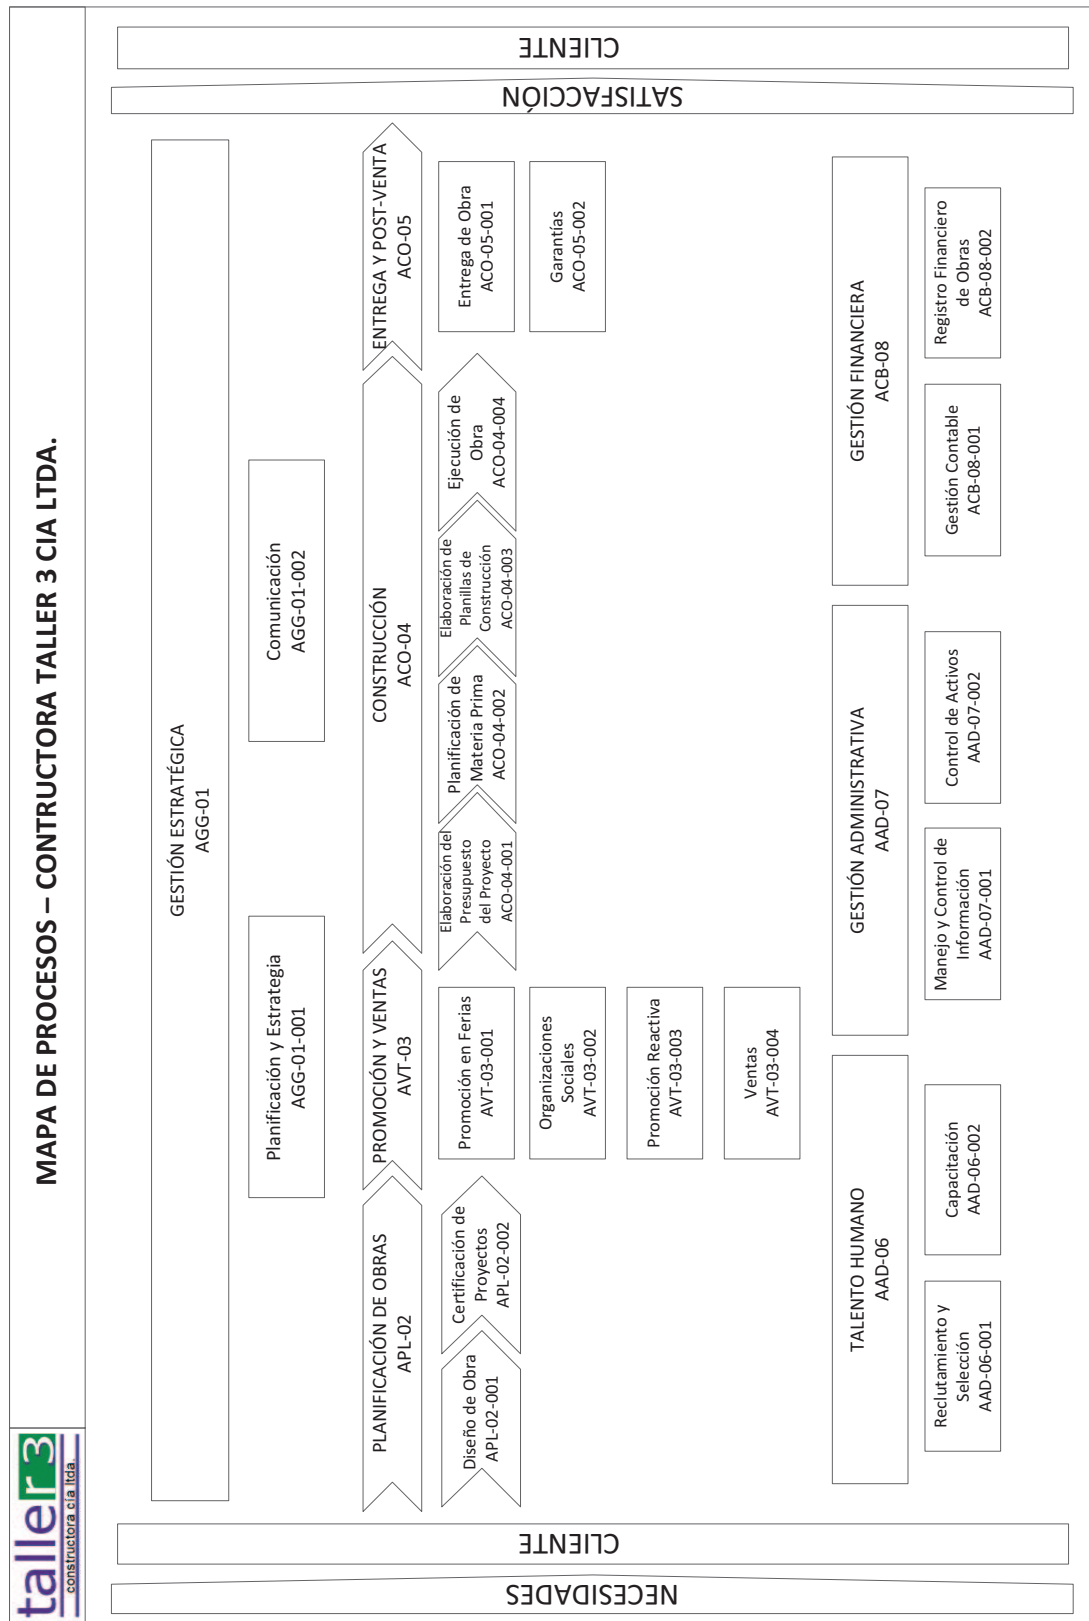 taller3
constructora cía ltda.
MAPA DE PROCESOS – CONTRUCTORA TALLER 3 CIA LTDA.
NECESIDADES
CLIENTE
GESTIÓN ESTRATÉGICA
AGG-01
Planificación y Estrategia
AGG-01-001
Comunicación
AGG-01-002
PLANIFICACIÓN DE OBRAS
APL-02
PROMOCIÓN Y VENTAS
AVT-03
CONSTRUCCIÓN
ACO-04
ENTREGA Y POST-VENTA
ACO-05
Diseño de Obra
APL-02-001
Certificación de
Proyectos
APL-02-002
Promoción en Ferias
AVT-03-001
Organizaciones
Sociales
AVT-03-002
Promoción Reactiva
AVT-03-003
Ventas
AVT-03-004
Elaboración del
Presupuesto
del Proyecto
ACO-04-001
Planificación de
Materia Prima
ACO-04-002
Elaboración de
Planillas de
Construcción
ACO-04-003
Ejecución de
Obra
ACO-04-004
Entrega de Obra
ACO-05-001
Garantías
ACO-05-002
TALENTO HUMANO
AAD-06
Reclutamiento y
Selección
AAD-06-001
Capacitación
AAD-06-002
GESTIÓN ADMINISTRATIVA
AAD-07
Manejo y Control de
Información
AAD-07-001
Control de Activos
AAD-07-002
GESTIÓN FINANCIERA
ACB-08
Gestión Contable
ACB-08-001
Registro Financiero
de Obras
ACB-08-002
SATISFACCIÓN
CLIENTE